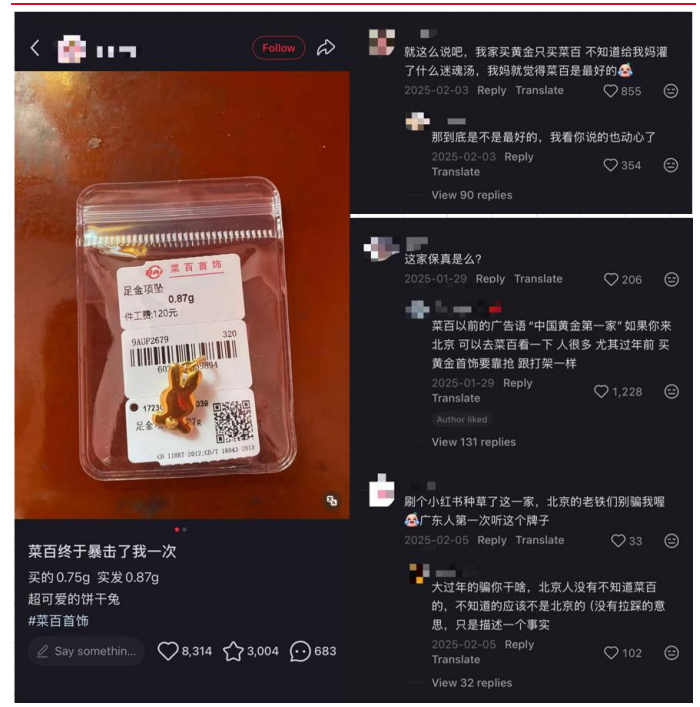 Follow
菜百首饰
足金项坠
0.87g
件工费:120元
9AUP2679
320
GB 11887-2012;GB/T 18043-2013
菜百终于暴击了我一次
买的0.75g 实发0.87g
超可爱的饼干兔
#菜百首饰
Say somethin...
8,314
3,004
683
就这么说吧，我家买黄金只买菜百 不知道给我妈灌
了什么迷魂汤，我妈就觉得菜百是最好的
2025-02-03 Reply Translate
855
那到底是不是最好的，我看你说的也动心了
2025-02-03 Reply
Translate
354
View 90 replies
这家保真是么?
2025-01-29 Reply Translate
206
菜百以前的广告语“中国黄金第一家” 如果你来
北京 可以去菜百看一下 人很多 尤其过年前 买
黄金首饰要靠抢 跟打架一样
2025-01-29 Reply
Translate
1,228
Author liked
View 131 replies
刷个小红书种草了这一家，北京的老铁们别骗我喔
广东人第一次听这个牌子
2025-02-05 Reply Translate
33
大过年的骗你干啥，北京人没有不知道菜百
的，不知道的应该不是北京的（没有拉踩的意
思，只是描述一个事实
2025-02-05 Reply
Translate
102
View 32 replies